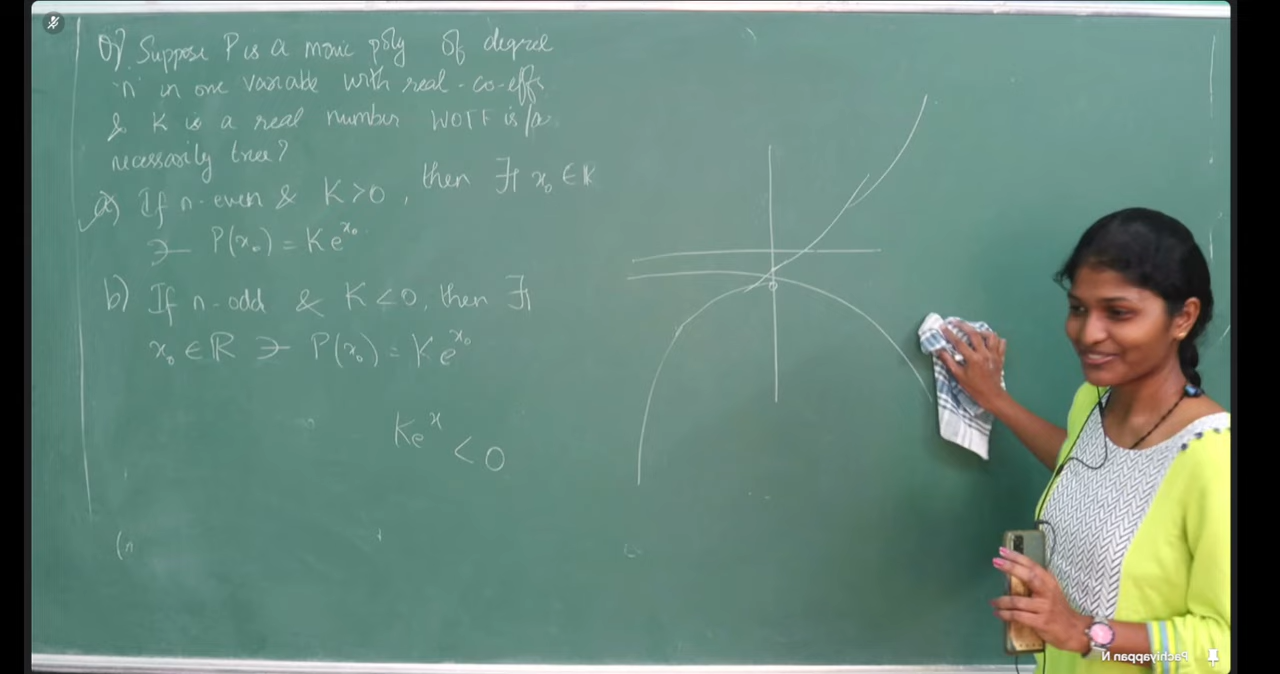 Q? Suppose P is a monic poly of degree
'n' in one variable with real-co-effs
& K is a real number WOTF is/are
necessarily true?
a) If n-even & K>0, then ∃ x₀ ∈ ℝ
∋ P(x₀) = Ke^x₀
b) If n-odd & K<0, then ∃
x₀ ∈ ℝ ∋ P(x₀) = Ke^x₀
Ke^x < 0
(n
Pachiyappan N